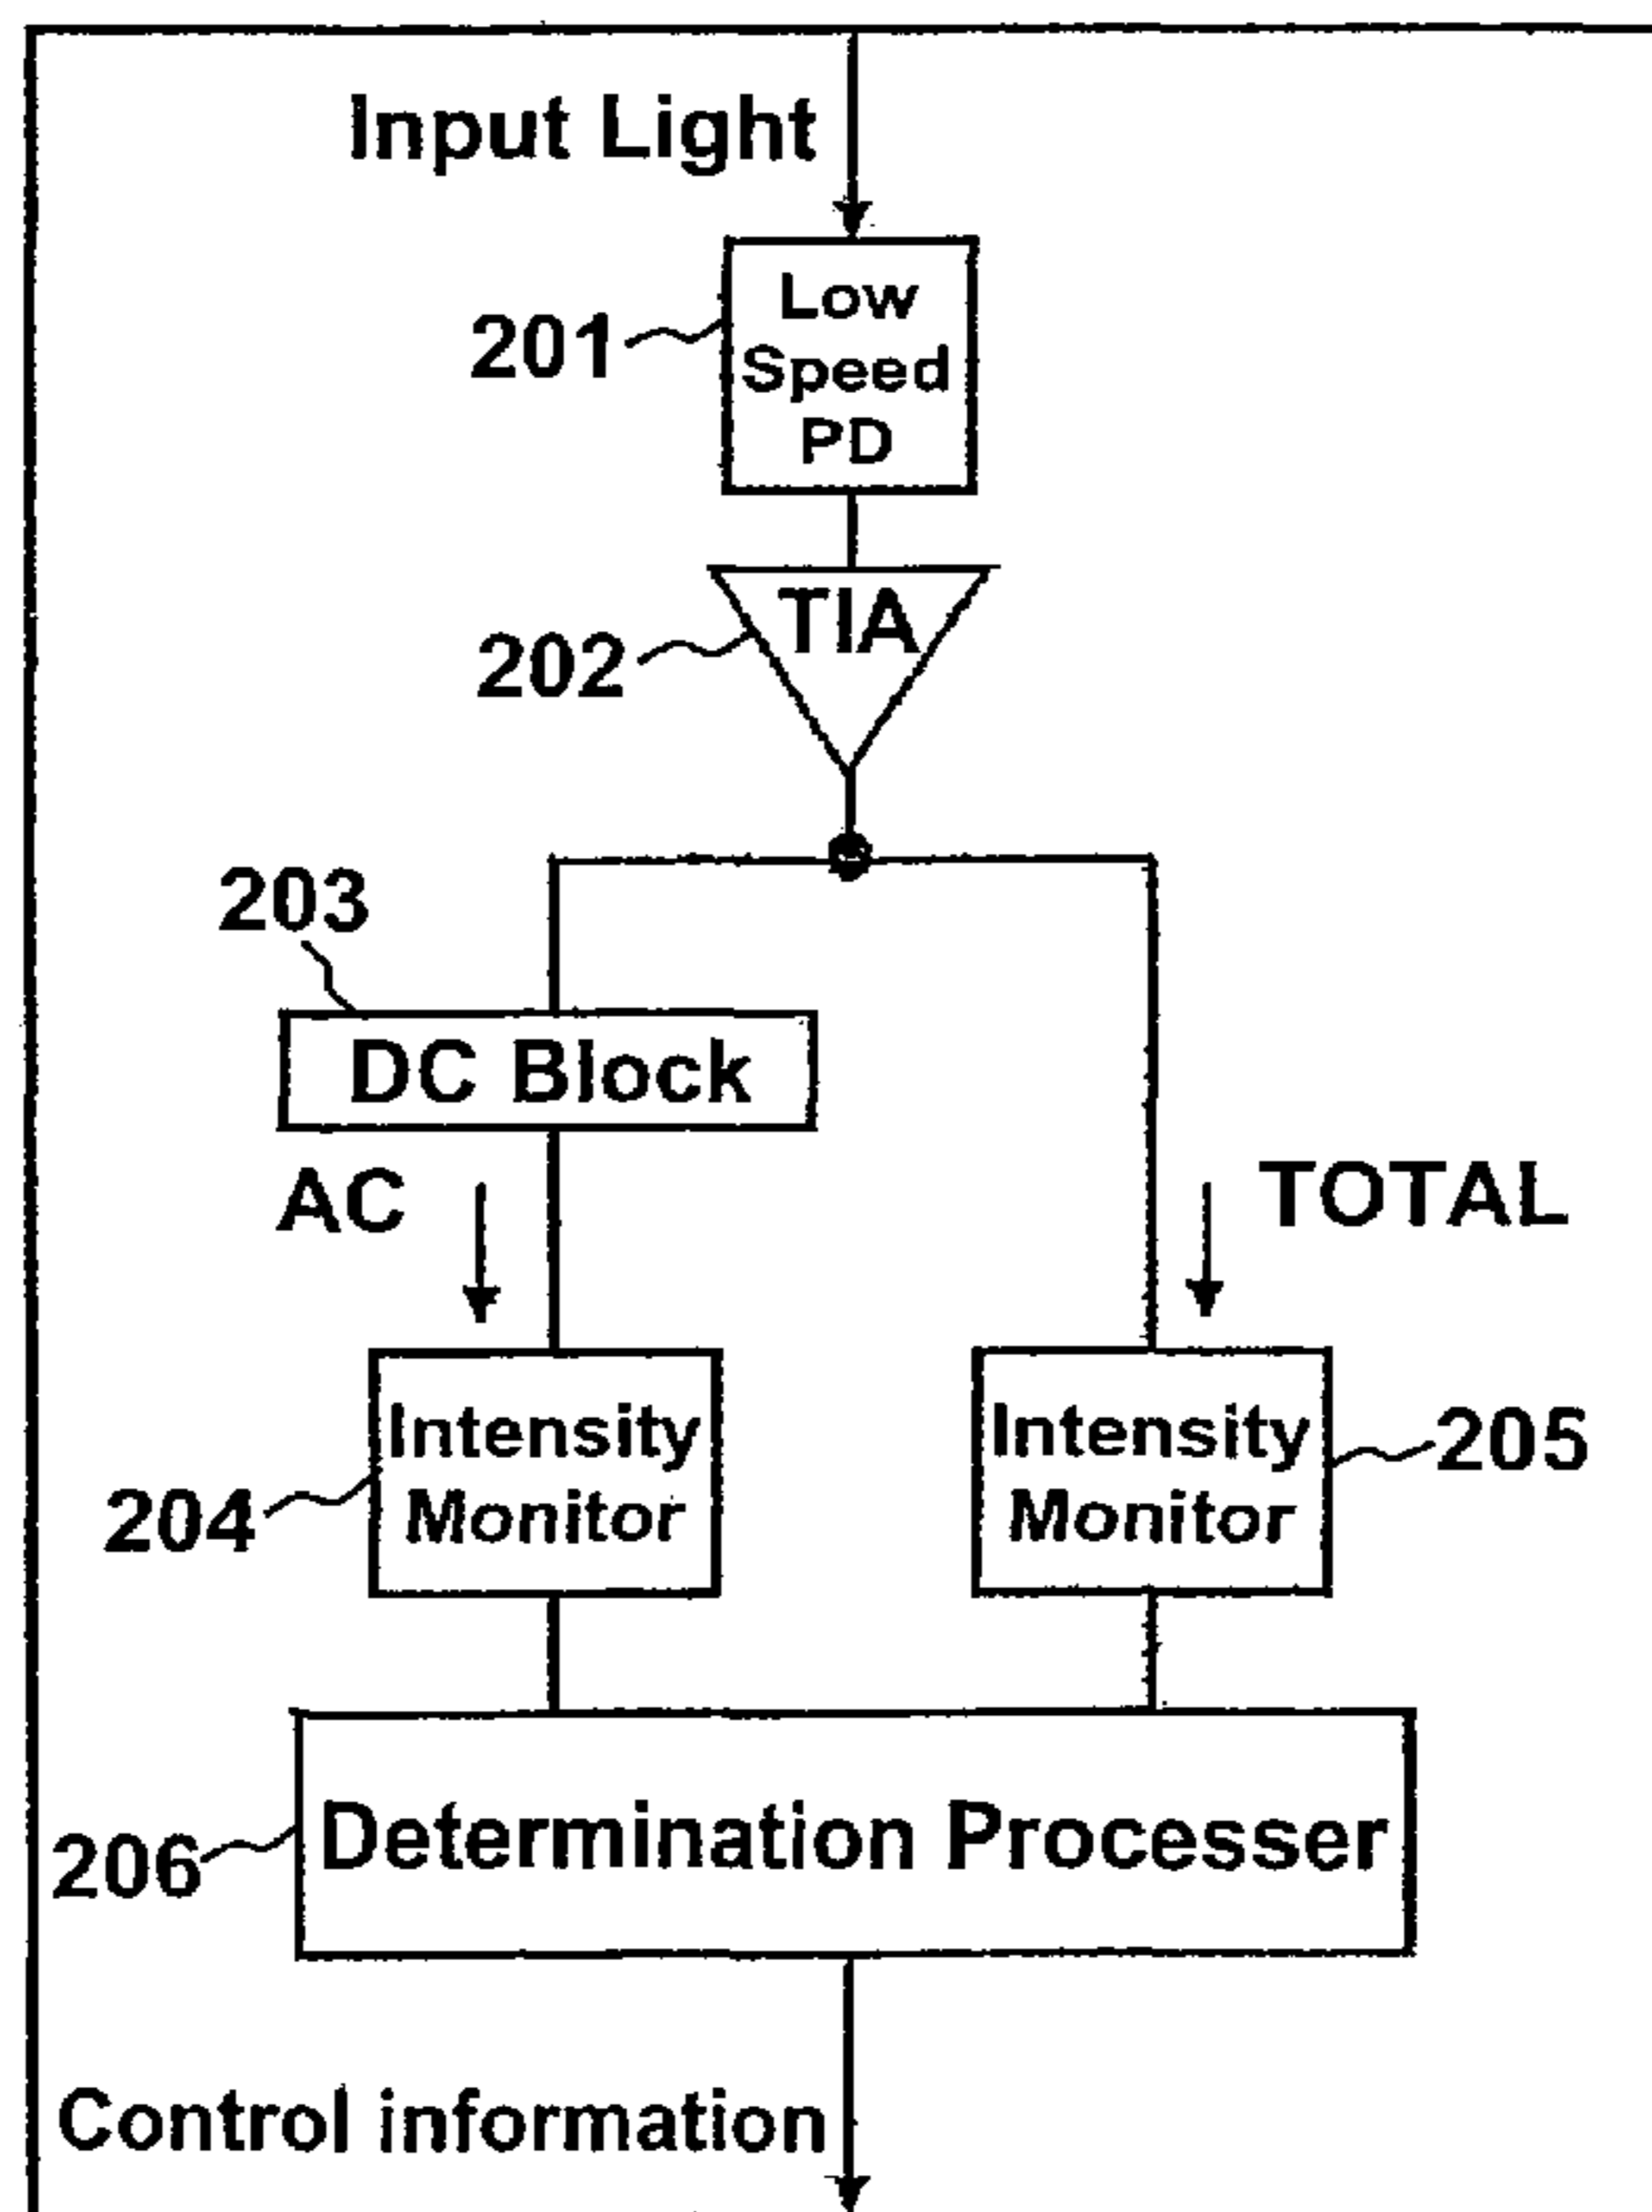 Input Light
201
Low
Speed
PD
202
TIA
203
DC Block
AC
TOTAL
204
Intensity
Monitor
Intensity
Monitor
205
206
Determination Processer
Control information